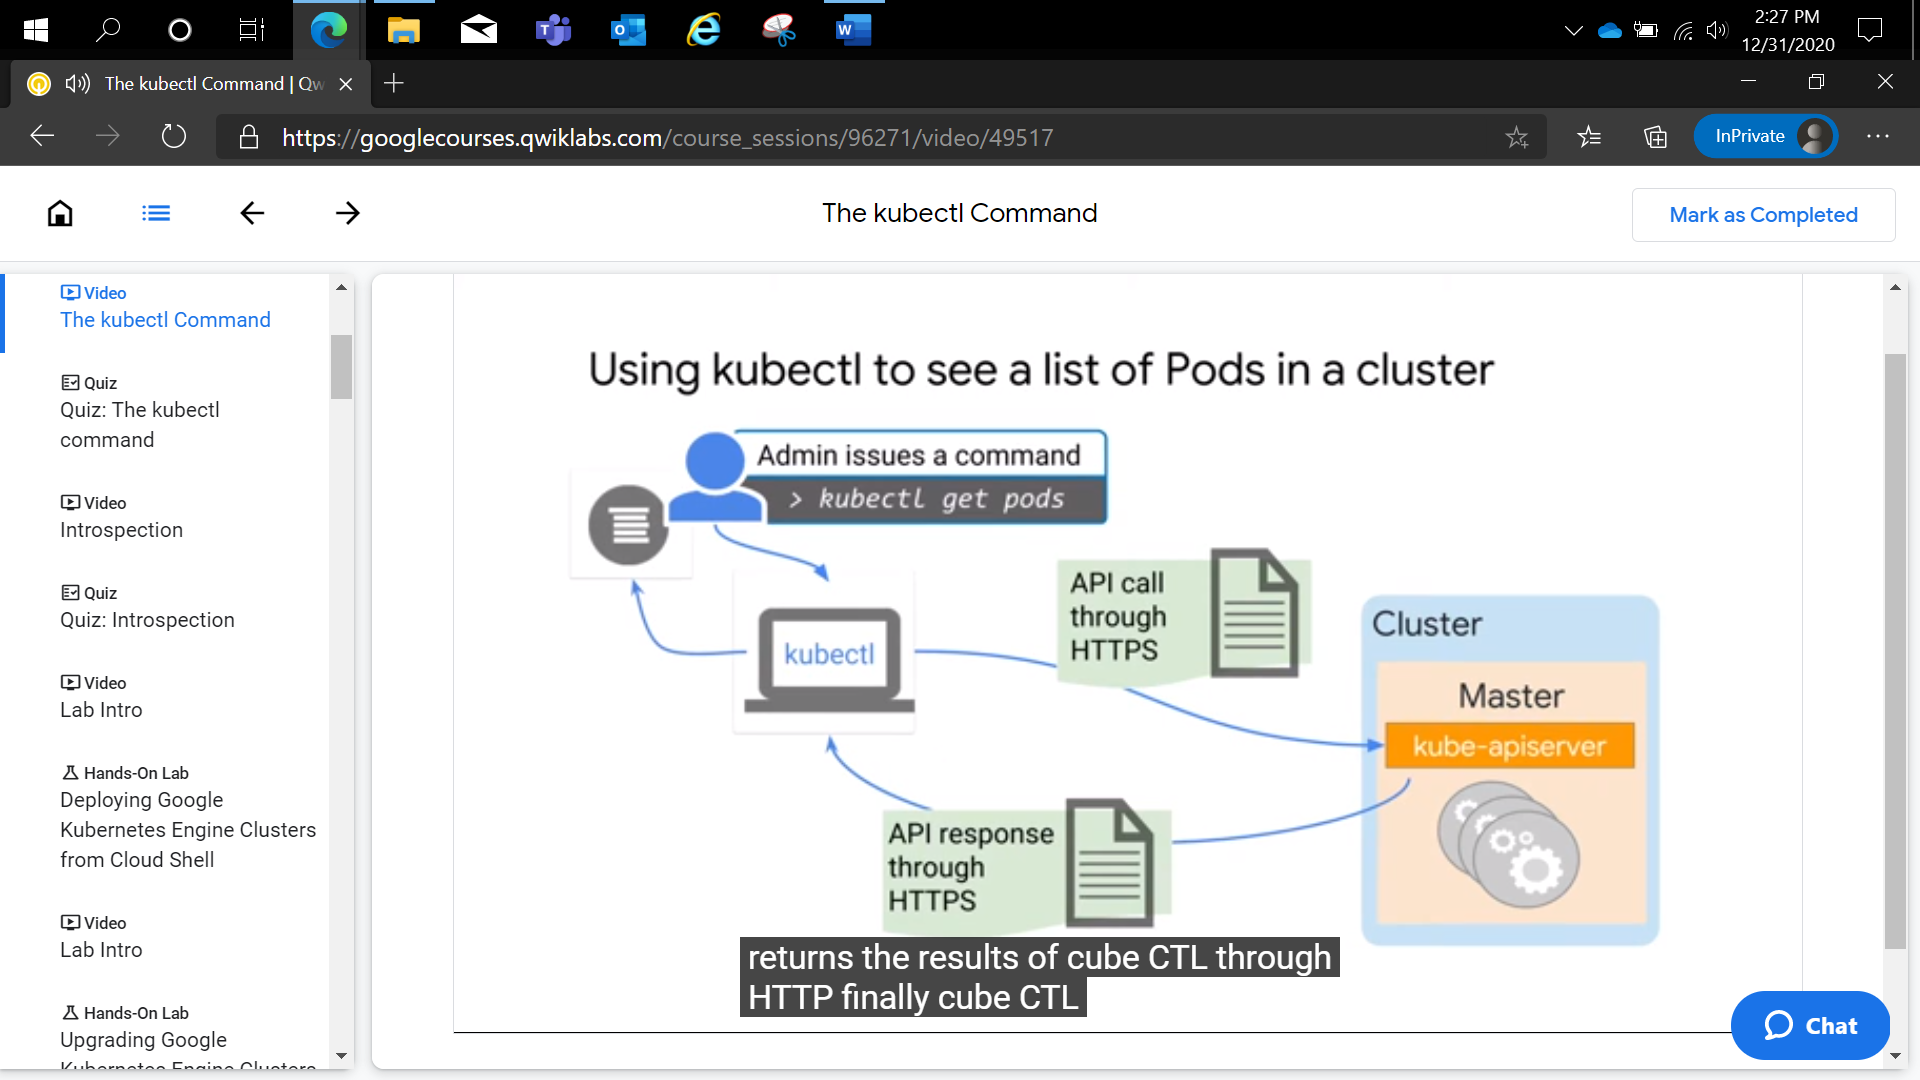 2:27 PM
12/31/2020
The kubectl Command | Qw
https://googlecourses.qwiklabs.com/course_sessions/96271/video/49517
InPrivate
The kubectl Command
Mark as Completed
Video
The kubectl Command
Quiz
Quiz: The kubectl
command
Video
Introspection
Quiz
Quiz: Introspection
Video
Lab Intro
Hands-On Lab
Deploying Google
Kubernetes Engine Clusters
from Cloud Shell
Video
Lab Intro
Hands-On Lab
Upgrading Google
Kubernetes Engine Clusters
Using kubectl to see a list of Pods in a cluster
Admin issues a command
> kubectl get pods
kubectl
API call
through
HTTPS
Cluster
Master
kube-apiserver
API response
through
HTTPS
returns the results of cube CTL through
HTTP finally cube CTL
Chat